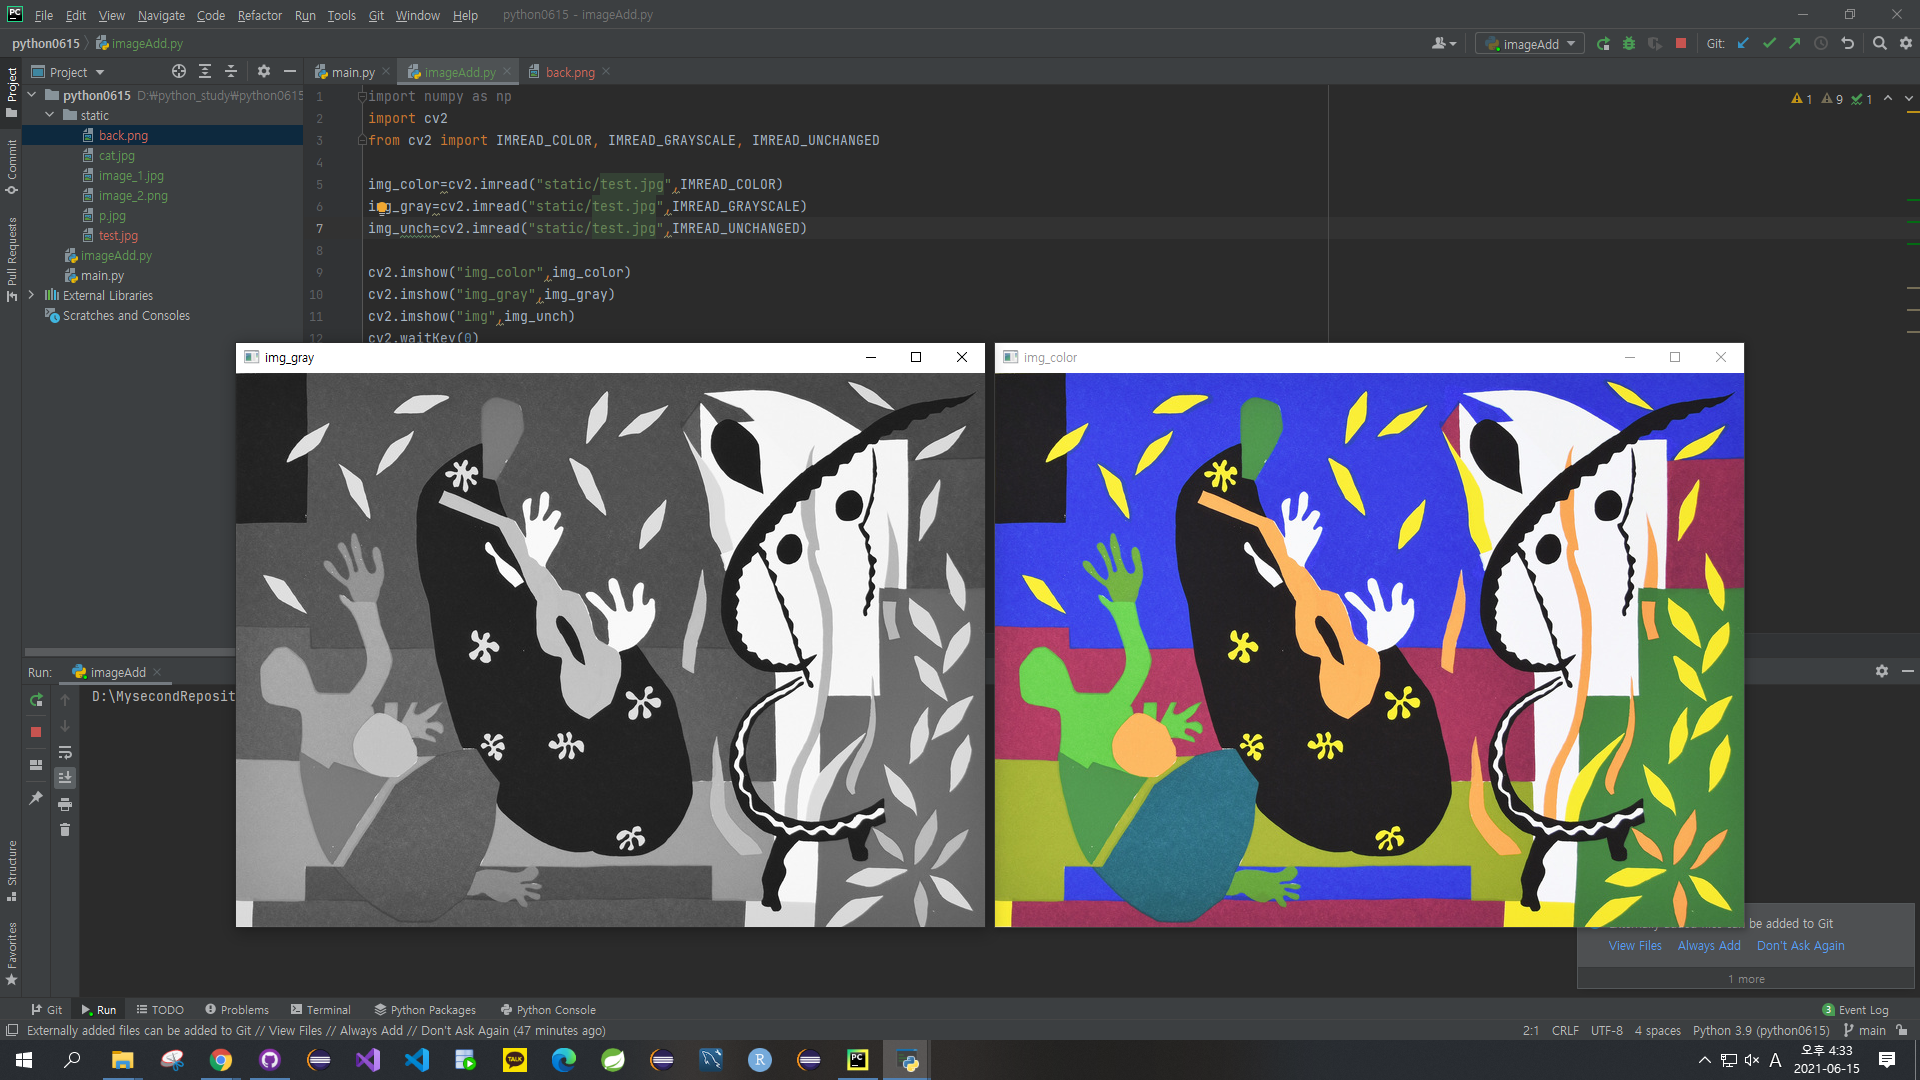 PC File Edit View Navigate Code Refactor Run Tools Git Window Help python0615 - imageAdd.py
python0615 imageAdd.py imageAdd Git:
Project main.py imageAdd.py back.png
Project
Commit
Pull Requests
Structure
Favorites
python0615 D:₩python_study₩python0615
static
back.png
cat.jpg
image_1.jpg
image_2.png
p.jpg
test.jpg
imageAdd.py
main.py
External Libraries
Scratches and Consoles
1 import numpy as np
2 import cv2
3 from cv2 import IMREAD_COLOR, IMREAD_GRAYSCALE, IMREAD_UNCHANGED
4
5 img_color=cv2.imread("static/test.jpg",IMREAD_COLOR)
6 img_gray=cv2.imread("static/test.jpg",IMREAD_GRAYSCALE)
7 img_unch=cv2.imread("static/test.jpg",IMREAD_UNCHANGED)
8
9 cv2.imshow("img_color",img_color)
10 cv2.imshow("img_gray",img_gray)
11 cv2.imshow("img",img_unch)
12 cv2.waitKey(0)
1 9 1
img_gray
img_color
Run: imageAdd
D:\MysecondReposit
be added to Git
View Files Always Add Don't Ask Again
1 more
Git Run TODO Problems Terminal Python Packages Python Console 3 Event Log
Externally added files can be added to Git // View Files // Always Add // Don't Ask Again (47 minutes ago) 2:1 CRLF UTF-8 4 spaces Python 3.9 (python0615) main
TALK R PC A 오후 4:33
2021-06-15